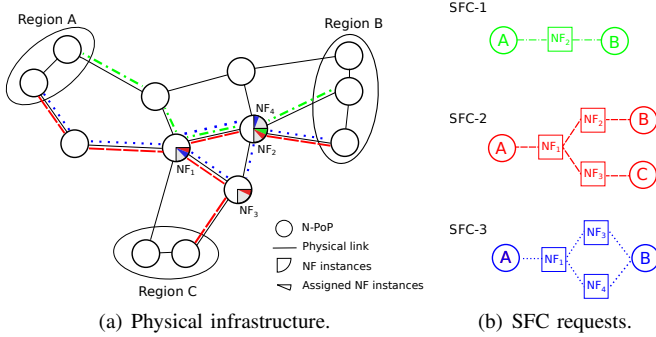 Region A
Region B
NF4
NF2
NF1
NF3
N-PoP
Physical link
NF instances
Assigned NF instances
Region C
(a) Physical infrastructure.
SFC-1
A
NF2
B
SFC-2
NF2
B
A
NF1
NF3
C
SFC-3
NF3
A
NF1
B
NF4
(b) SFC requests.